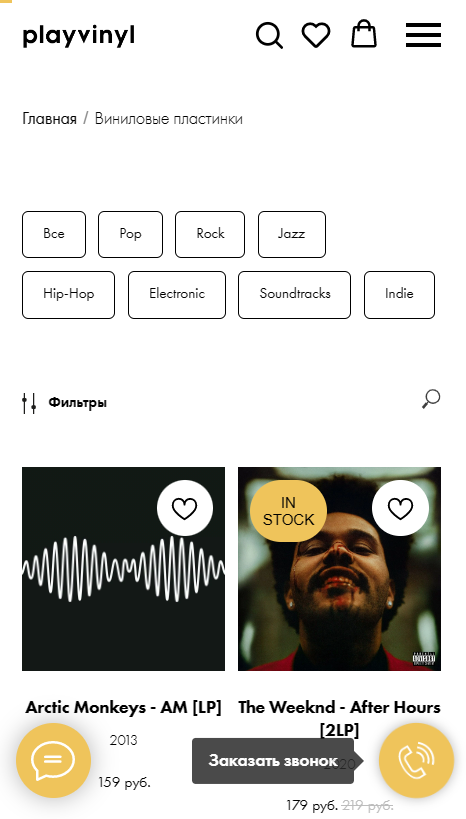 playvinyl
Главная / Виниловые пластинки
Все Pop Rock Jazz
Hip-Hop Electronic Soundtracks Indie
Фильтры
IN
STOCK
Arctic Monkeys - AM [LP]
2013
159 руб.
The Weeknd - After Hours
[2LP]
2020
Заказать звонок
179 руб. 219 руб.